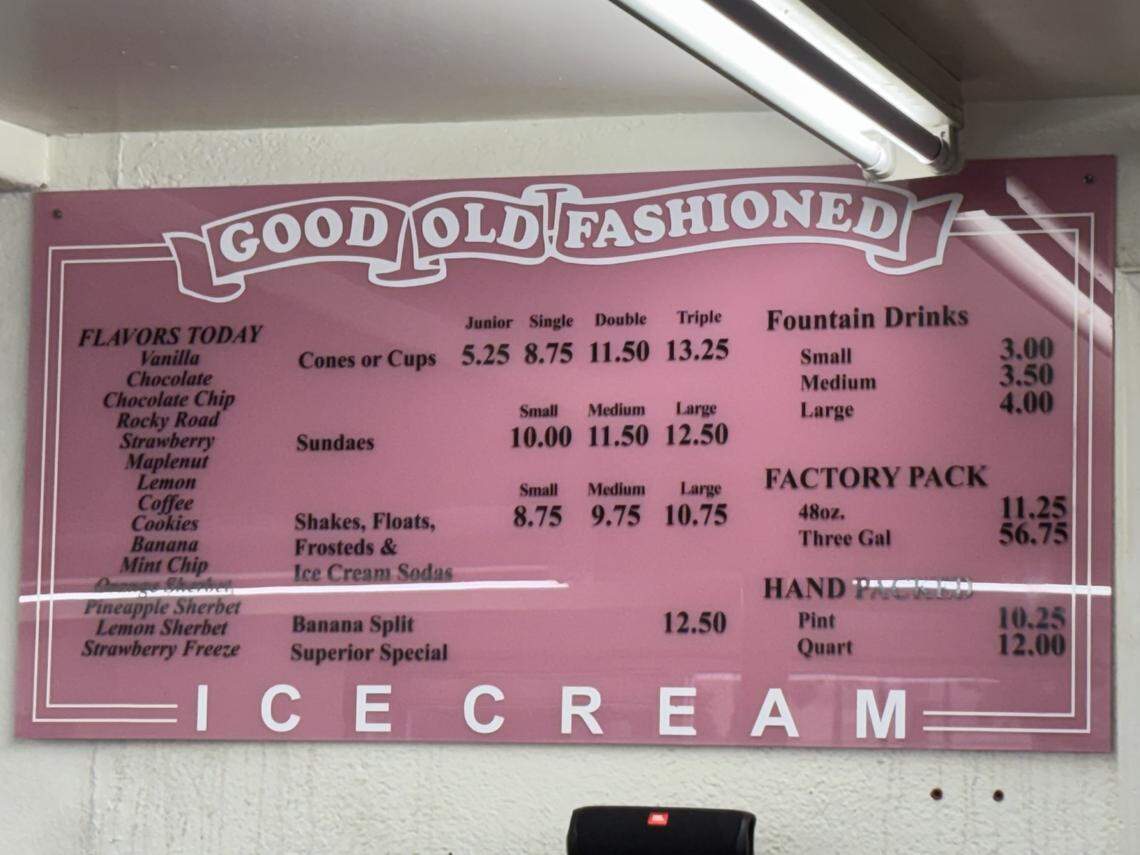 GOOD OLD FASHIONED
FLAVORS TODAY
Vanilla
Chocolate
Chocolate Chip
Rocky Road
Strawberry
Maplenut
Lemon
Coffee
Cookies
Banana
Mint Chip
Orange Sherbet
Pineapple Sherbet
Lemon Sherbet
Strawberry Freeze
Junior Single Double Triple
Cones or Cups 5.25 8.75 11.50 13.25
Small Medium Large
Sundaes 10.00 11.50 12.50
Small Medium Large
Shakes, Floats, 8.75 9.75 10.75
Frosteds &
Ice Cream Sodas
Banana Split 12.50
Superior Special
Fountain Drinks
Small 3.00
Medium 3.50
Large 4.00
FACTORY PACK
48oz. 11.25
Three Gal 56.75
HAND PACKED
Pint 10.25
Quart 12.00
ICE CREAM
JBL